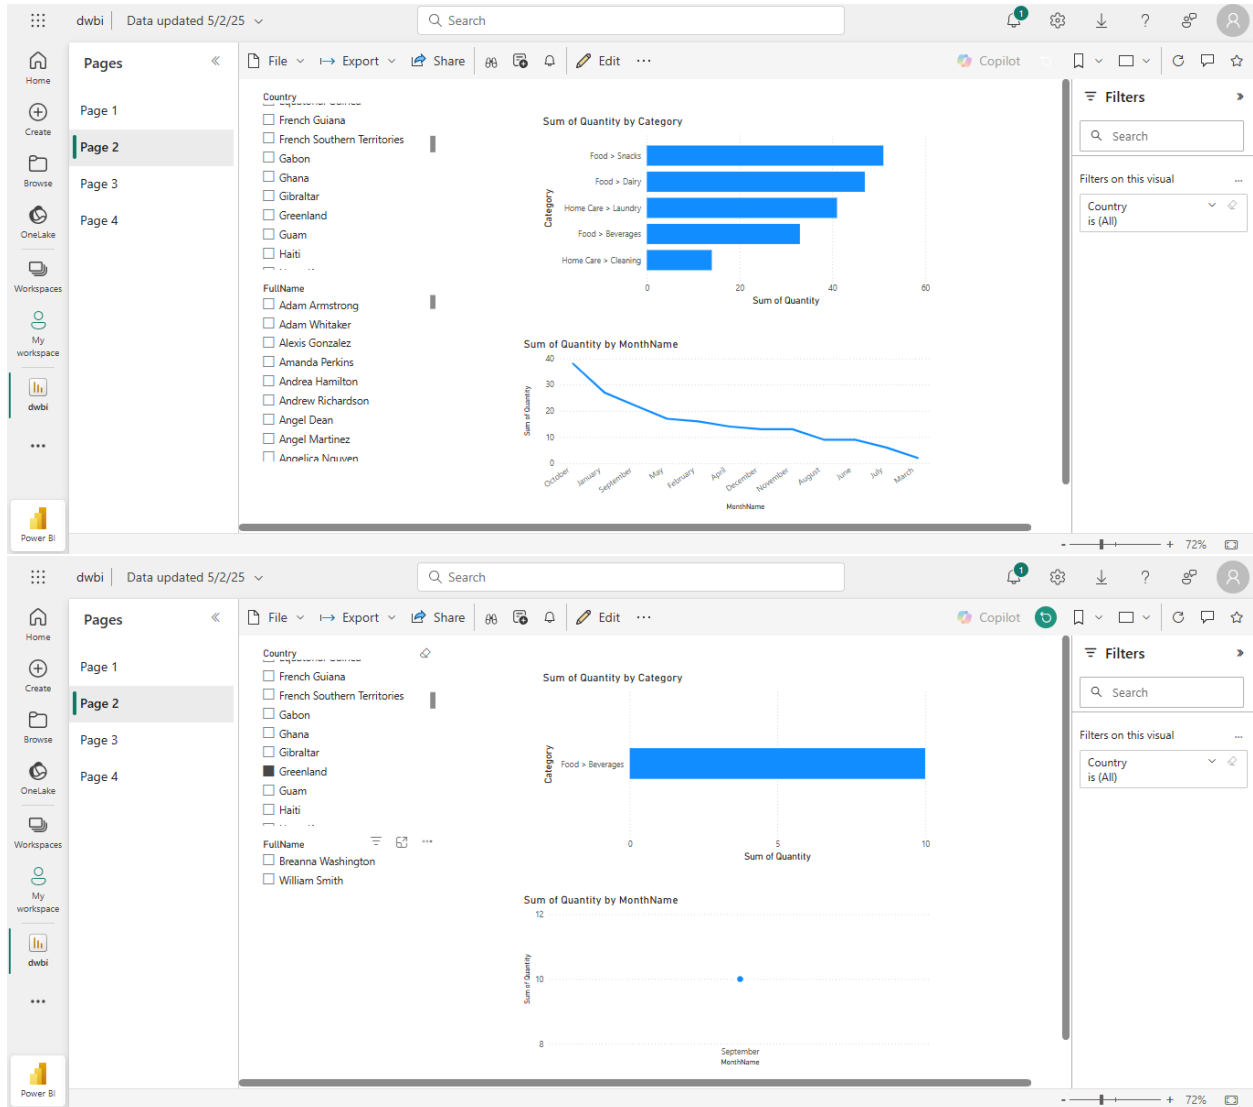 dwbi Data updated 5/2/25 Search 1
Home
Create
Browse
OneLake
Workspaces
My workspace
dwbi
Power BI
Pages
Page 1
Page 2
Page 3
Page 4
File Export Share Edit Copilot
Country
Equatorial Guinea
French Guiana
French Southern Territories
Gabon
Ghana
Gibraltar
Greenland
Guam
Haiti
FullName
Adam Armstrong
Adam Whitaker
Alexis Gonzalez
Amanda Perkins
Andrea Hamilton
Andrew Richardson
Angel Dean
Angel Martinez
Angelica Nguyen
Sum of Quantity by Category
Category
Food > Snacks
Food > Dairy
Home Care > Laundry
Food > Beverages
Home Care > Cleaning
0 20 40 60
Sum of Quantity
Sum of Quantity by MonthName
Sum of Quantity
40
30
20
10
0
October January September May February April December November August June July March
MonthName
Filters
Search
Filters on this visual
Country
is (All)
- + 72%
dwbi Data updated 5/2/25 Search 1
Home
Create
Browse
OneLake
Workspaces
My workspace
dwbi
Power BI
Pages
Page 1
Page 2
Page 3
Page 4
File Export Share Edit Copilot
Country
Equatorial Guinea
French Guiana
French Southern Territories
Gabon
Ghana
Gibraltar
Greenland
Guam
Haiti
FullName
Breanna Washington
William Smith
Sum of Quantity by Category
Category
Food > Beverages
0 5 10
Sum of Quantity
Sum of Quantity by MonthName
Sum of Quantity
12
10
8
September
MonthName
Filters
Search
Filters on this visual
Country
is (All)
- + 72%